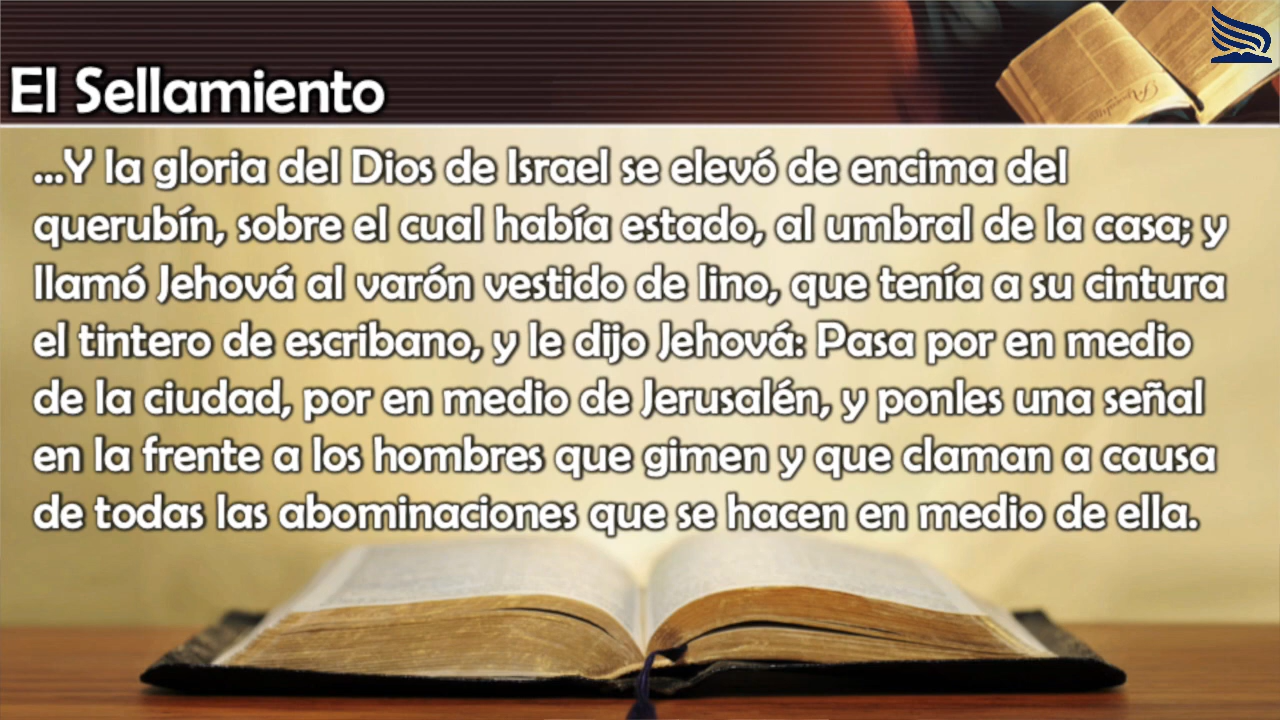 El Sellamiento
...Y la gloria del Dios de Israel se elevó de encima del
querubín, sobre el cual había estado, al umbral de la casa; y
llamó Jehová al varón vestido de lino, que tenía a su cintura
el tintero de escribano, y le dijo Jehová: Pasa por en medio
de la ciudad, por en medio de Jerusalén, y ponles una señal
en la frente a los hombres que gimen y que claman a causa
de todas las abominaciones que se hacen en medio de ella.